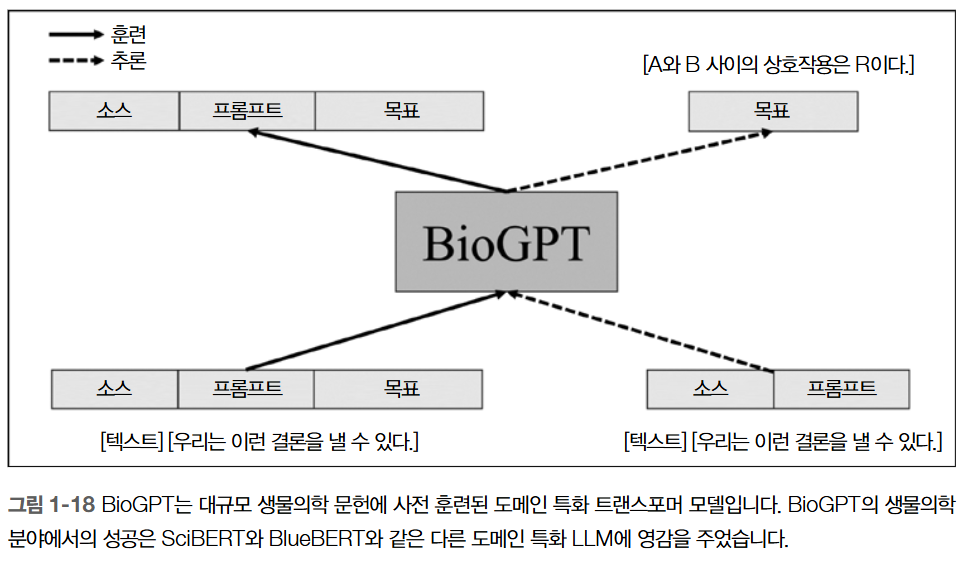 훈련
추론
[A와 B 사이의 상호작용은 R이다.]
소스 프롬프트 목표
목표
BioGPT
소스 프롬프트 목표
소스 프롬프트
[텍스트] [우리는 이런 결론을 낼 수 있다.]
[텍스트] [우리는 이런 결론을 낼 수 있다.]
그림 1-18 BioGPT는 대규모 생물의학 문헌에 사전 훈련된 도메인 특화 트랜스포머 모델입니다. BioGPT의 생물의학
분야에서의 성공은 SciBERT와 BlueBERT와 같은 다른 도메인 특화 LLM에 영감을 주었습니다.